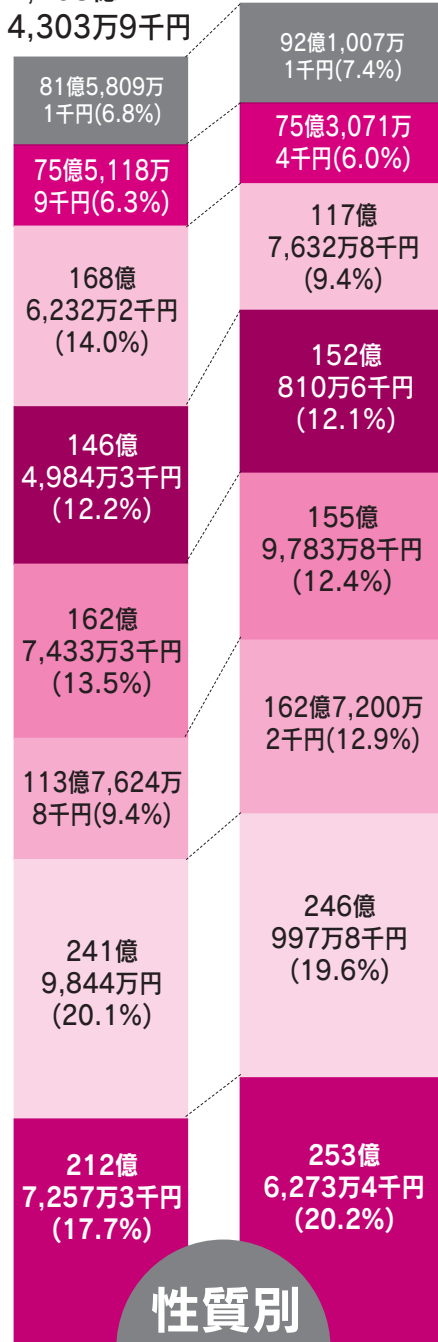 4,303万9千円
81億5,809万
1千円(6.8%)
75億5,118万
9千円(6.3%)
168億
6,232万2千円
(14.0%)
146億
4,984万3千円
(12.2%)
162億
7,433万3千円
(13.5%)
113億7,624万
8千円(9.4%)
241億
9,844万円
(20.1%)
212億
7,257万3千円
(17.7%)
92億1,007万
1千円(7.4%)
75億3,071万
4千円(6.0%)
117億
7,632万8千円
(9.4%)
152億
810万6千円
(12.1%)
155億
9,783万8千円
(12.4%)
162億7,200万
2千円(12.9%)
246億
997万8千円
(19.6%)
253億
6,273万4千円
(20.2%)
性質別